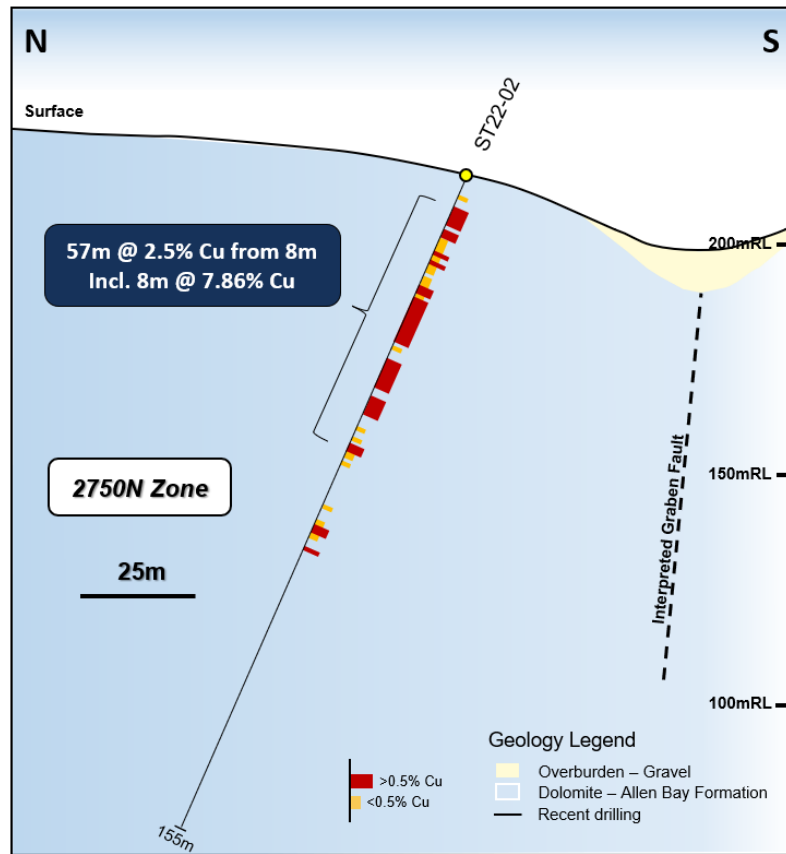 N
S
Surface
ST22-02
57m @ 2.5% Cu from 8m
Incl. 8m @ 7.86% Cu
200mRL
2750N Zone
150mRL
Interpreted Graben Fault
25m
100mRL
Geology Legend
>0.5% Cu
<0.5% Cu
Overburden – Gravel
Dolomite – Allen Bay Formation
Recent drilling
155m